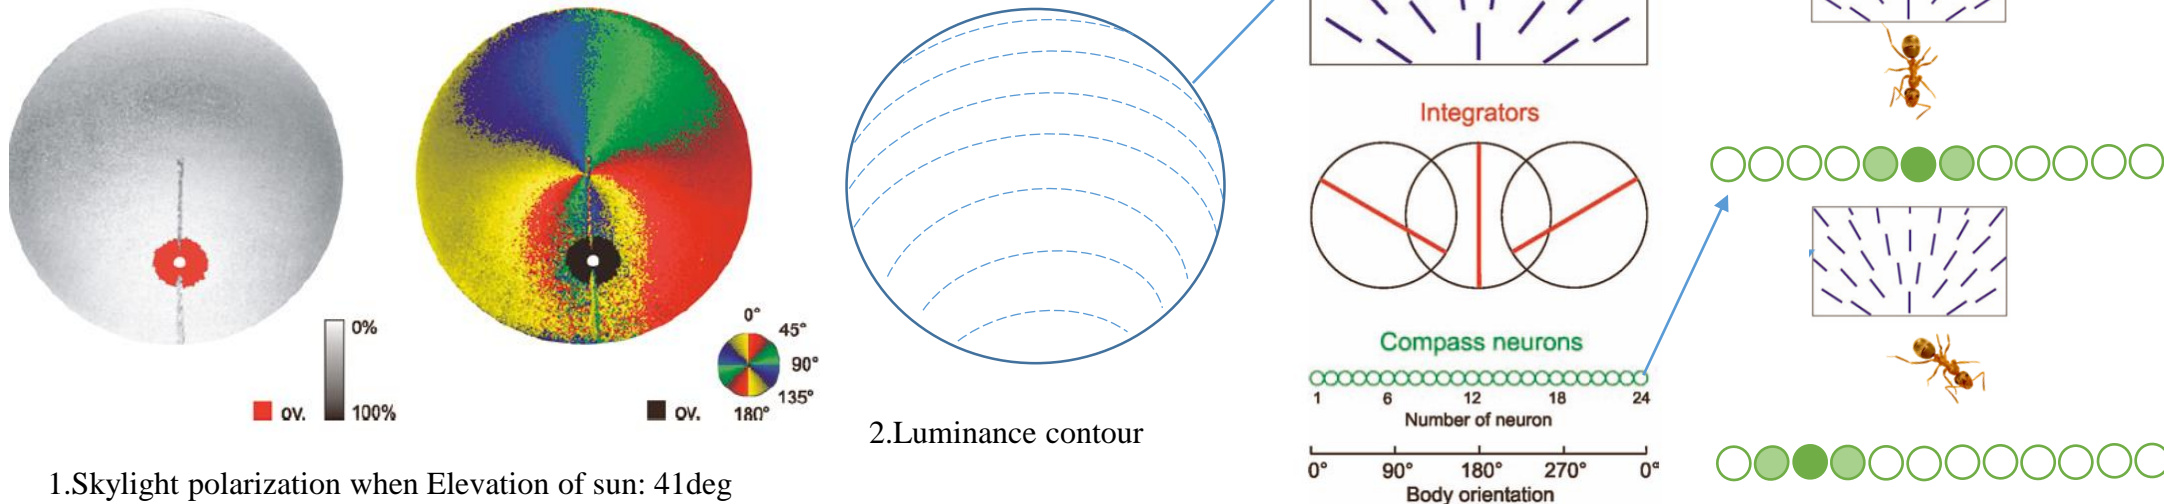 0%
100%
ov.
0°
45°
90°
135°
180°
ov.
1.Skylight polarization when Elevation of sun: 41deg
2.Luminance contour
Integrators
Compass neurons
1 6 12 18 24
Number of neuron
0° 90° 180° 270° 0°
Body orientation